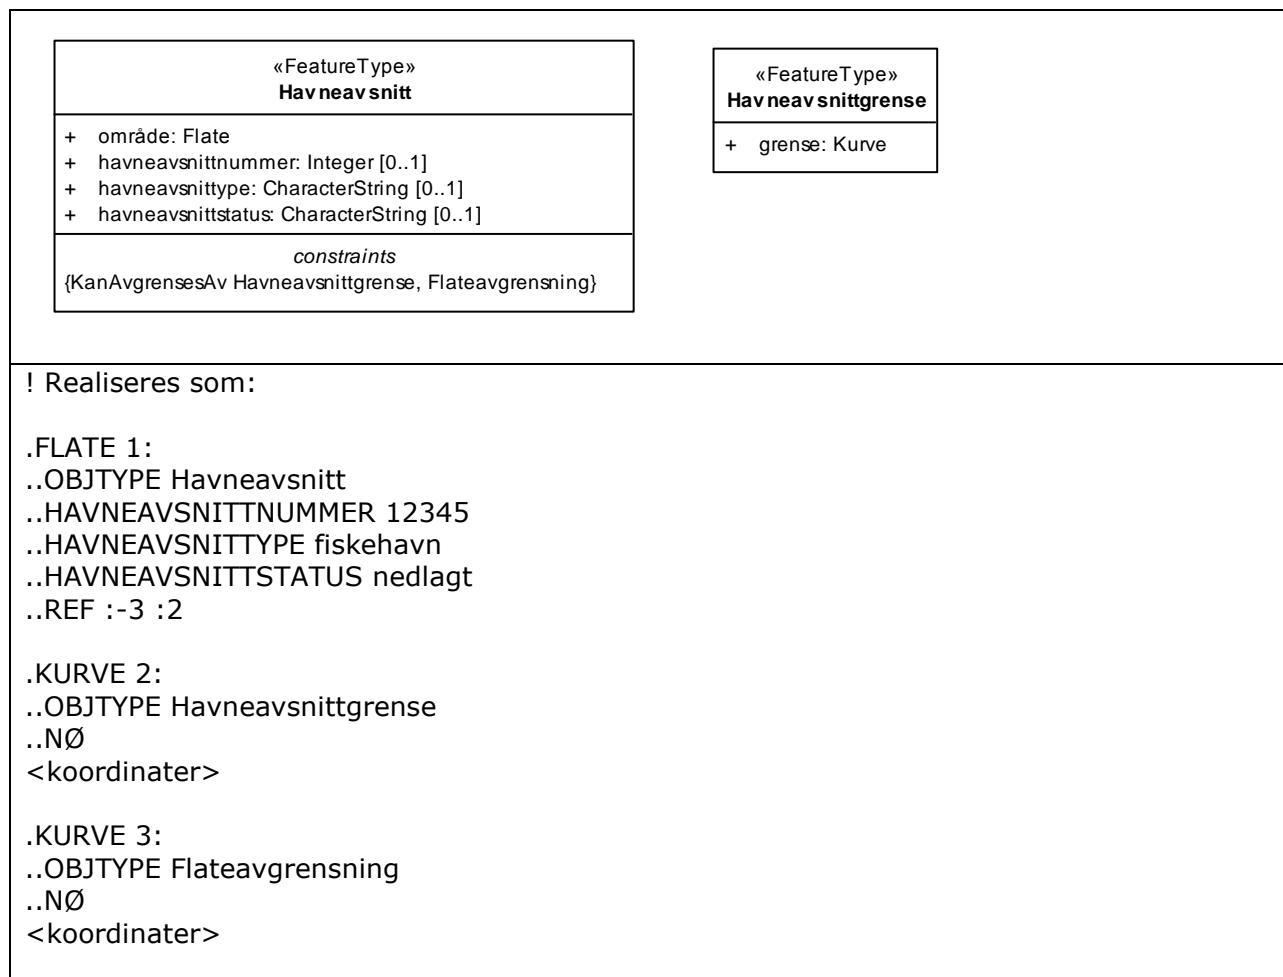 «FeatureType»
Havneavsnitt
+ område: Flate
+ havneavsnittnummer: Integer [0..1]
+ havneavsnittype: CharacterString [0..1]
+ havneavsnittstatus: CharacterString [0..1]
constraints
{KanAvgrensesAv Havneavsnittgrense, Flateavgrensning}
«FeatureType»
Havneavsnittgrense
+ grense: Kurve
! Realiseres som:
.FLATE 1:
..OBJTYPE Havneavsnitt
..HAVNEAVSNITTNUMMER 12345
..HAVNEAVSNITTYPE fiskehavn
..HAVNEAVSNITTSTATUS nedlagt
..REF :-3 :2
.KURVE 2:
..OBJTYPE Havneavsnittgrense
..NØ
<koordinater>
.KURVE 3:
..OBJTYPE Flateavgrensning
..NØ
<koordinater>